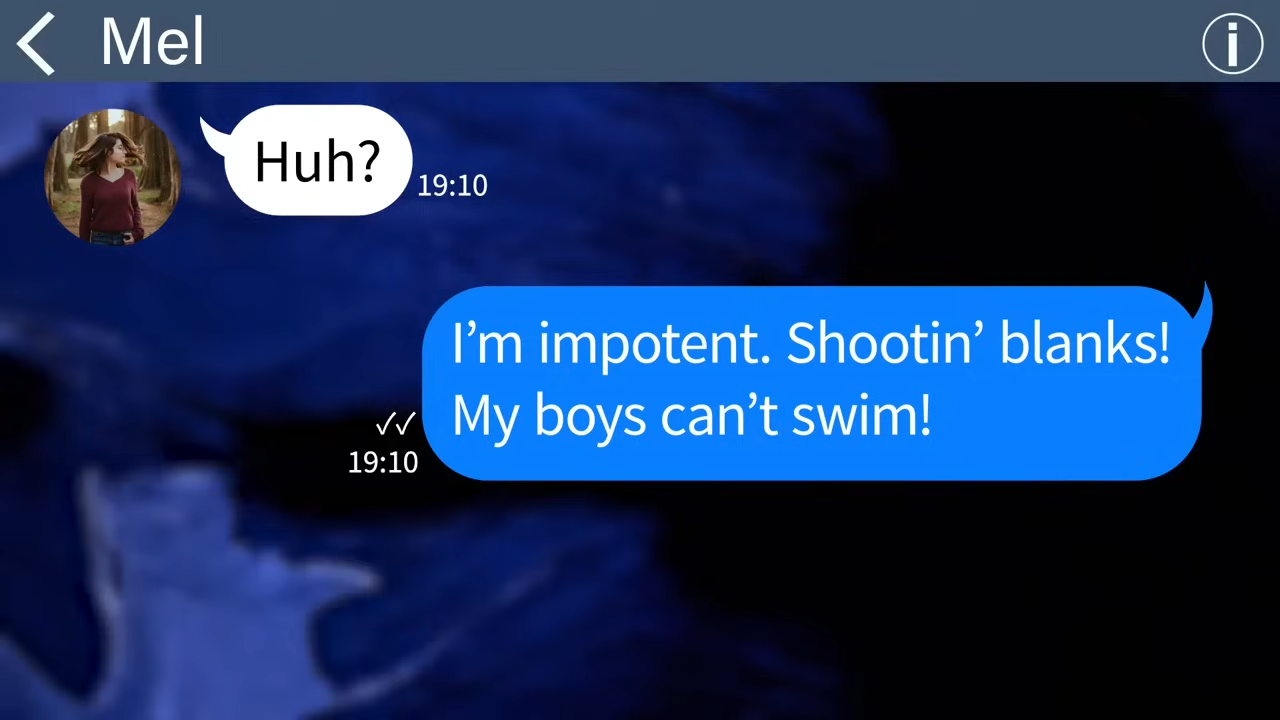 Mel
Huh?
19:10
I’m impotent. Shootin’ blanks!
My boys can’t swim!
19:10